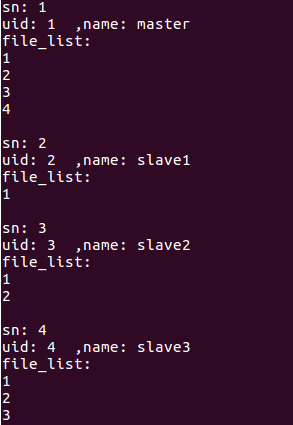 sn: 1
uid: 1  ,name: master
file_list:
1
2
3
4

sn: 2
uid: 2  ,name: slave1
file_list:
1

sn: 3
uid: 3  ,name: slave2
file_list:
1
2

sn: 4
uid: 4  ,name: slave3
file_list:
1
2
3